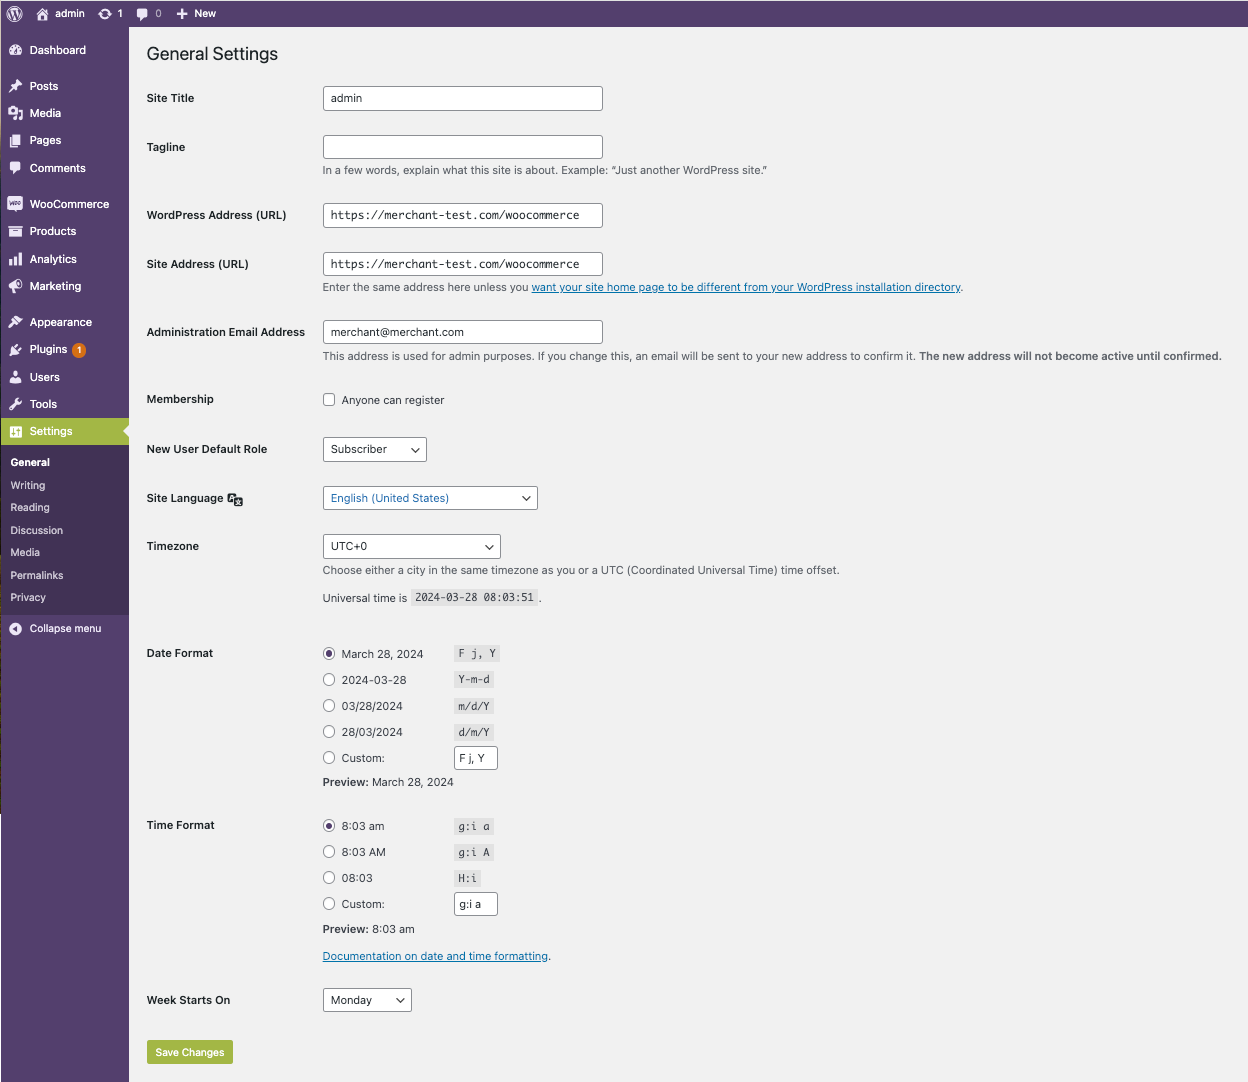 admin 1 0 New
Dashboard
Posts
Media
Pages
Comments
WooCommerce
Products
Analytics
Marketing
Appearance
Plugins 1
Users
Tools
Settings
General
Writing
Reading
Discussion
Media
Permalinks
Privacy
Collapse menu
General Settings
Site Title admin
Tagline
In a few words, explain what this site is about. Example: “Just another WordPress site.”
WordPress Address (URL) https://merchant-test.com/woocommerce
Site Address (URL) https://merchant-test.com/woocommerce
Enter the same address here unless you want your site home page to be different from your WordPress installation directory.
Administration Email Address merchant@merchant.com
This address is used for admin purposes. If you change this, an email will be sent to your new address to confirm it. The new address will not become active until confirmed.
Membership Anyone can register
New User Default Role Subscriber
Site Language English (United States)
Timezone UTC+0
Choose either a city in the same timezone as you or a UTC (Coordinated Universal Time) time offset.
Universal time is 2024-03-28 08:03:51 .
Date Format March 28, 2024 F j, Y
2024-03-28 Y-m-d
03/28/2024 m/d/Y
28/03/2024 d/m/Y
Custom: F j, Y
Preview: March 28, 2024
Time Format 8:03 am g:i a
8:03 AM g:i A
08:03 H:i
Custom: g:i a
Preview: 8:03 am
Documentation on date and time formatting.
Week Starts On Monday
Save Changes